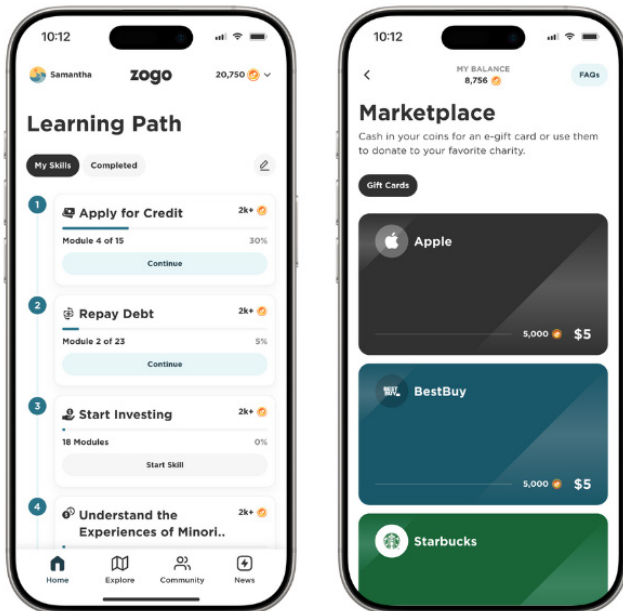 10:12
Samantha
zogo
20,750
Learning Path
My Skills
Completed
1
Apply for Credit
2k+
Module 4 of 15
30%
Continue
2
Repay Debt
2k+
Module 2 of 23
5%
Continue
3
Start Investing
2k+
18 Modules
0%
Start Skill
4
Understand the
Experiences of Minori..
2k+
Home
Explore
Community
News
10:12
MY BALANCE
8,756
FAQs
Marketplace
Cash in your coins for an e-gift card or use them
to donate to your favorite charity.
Gift Cards
Apple
5,000
$5
BEST
BUY
BestBuy
5,000
$5
Starbucks